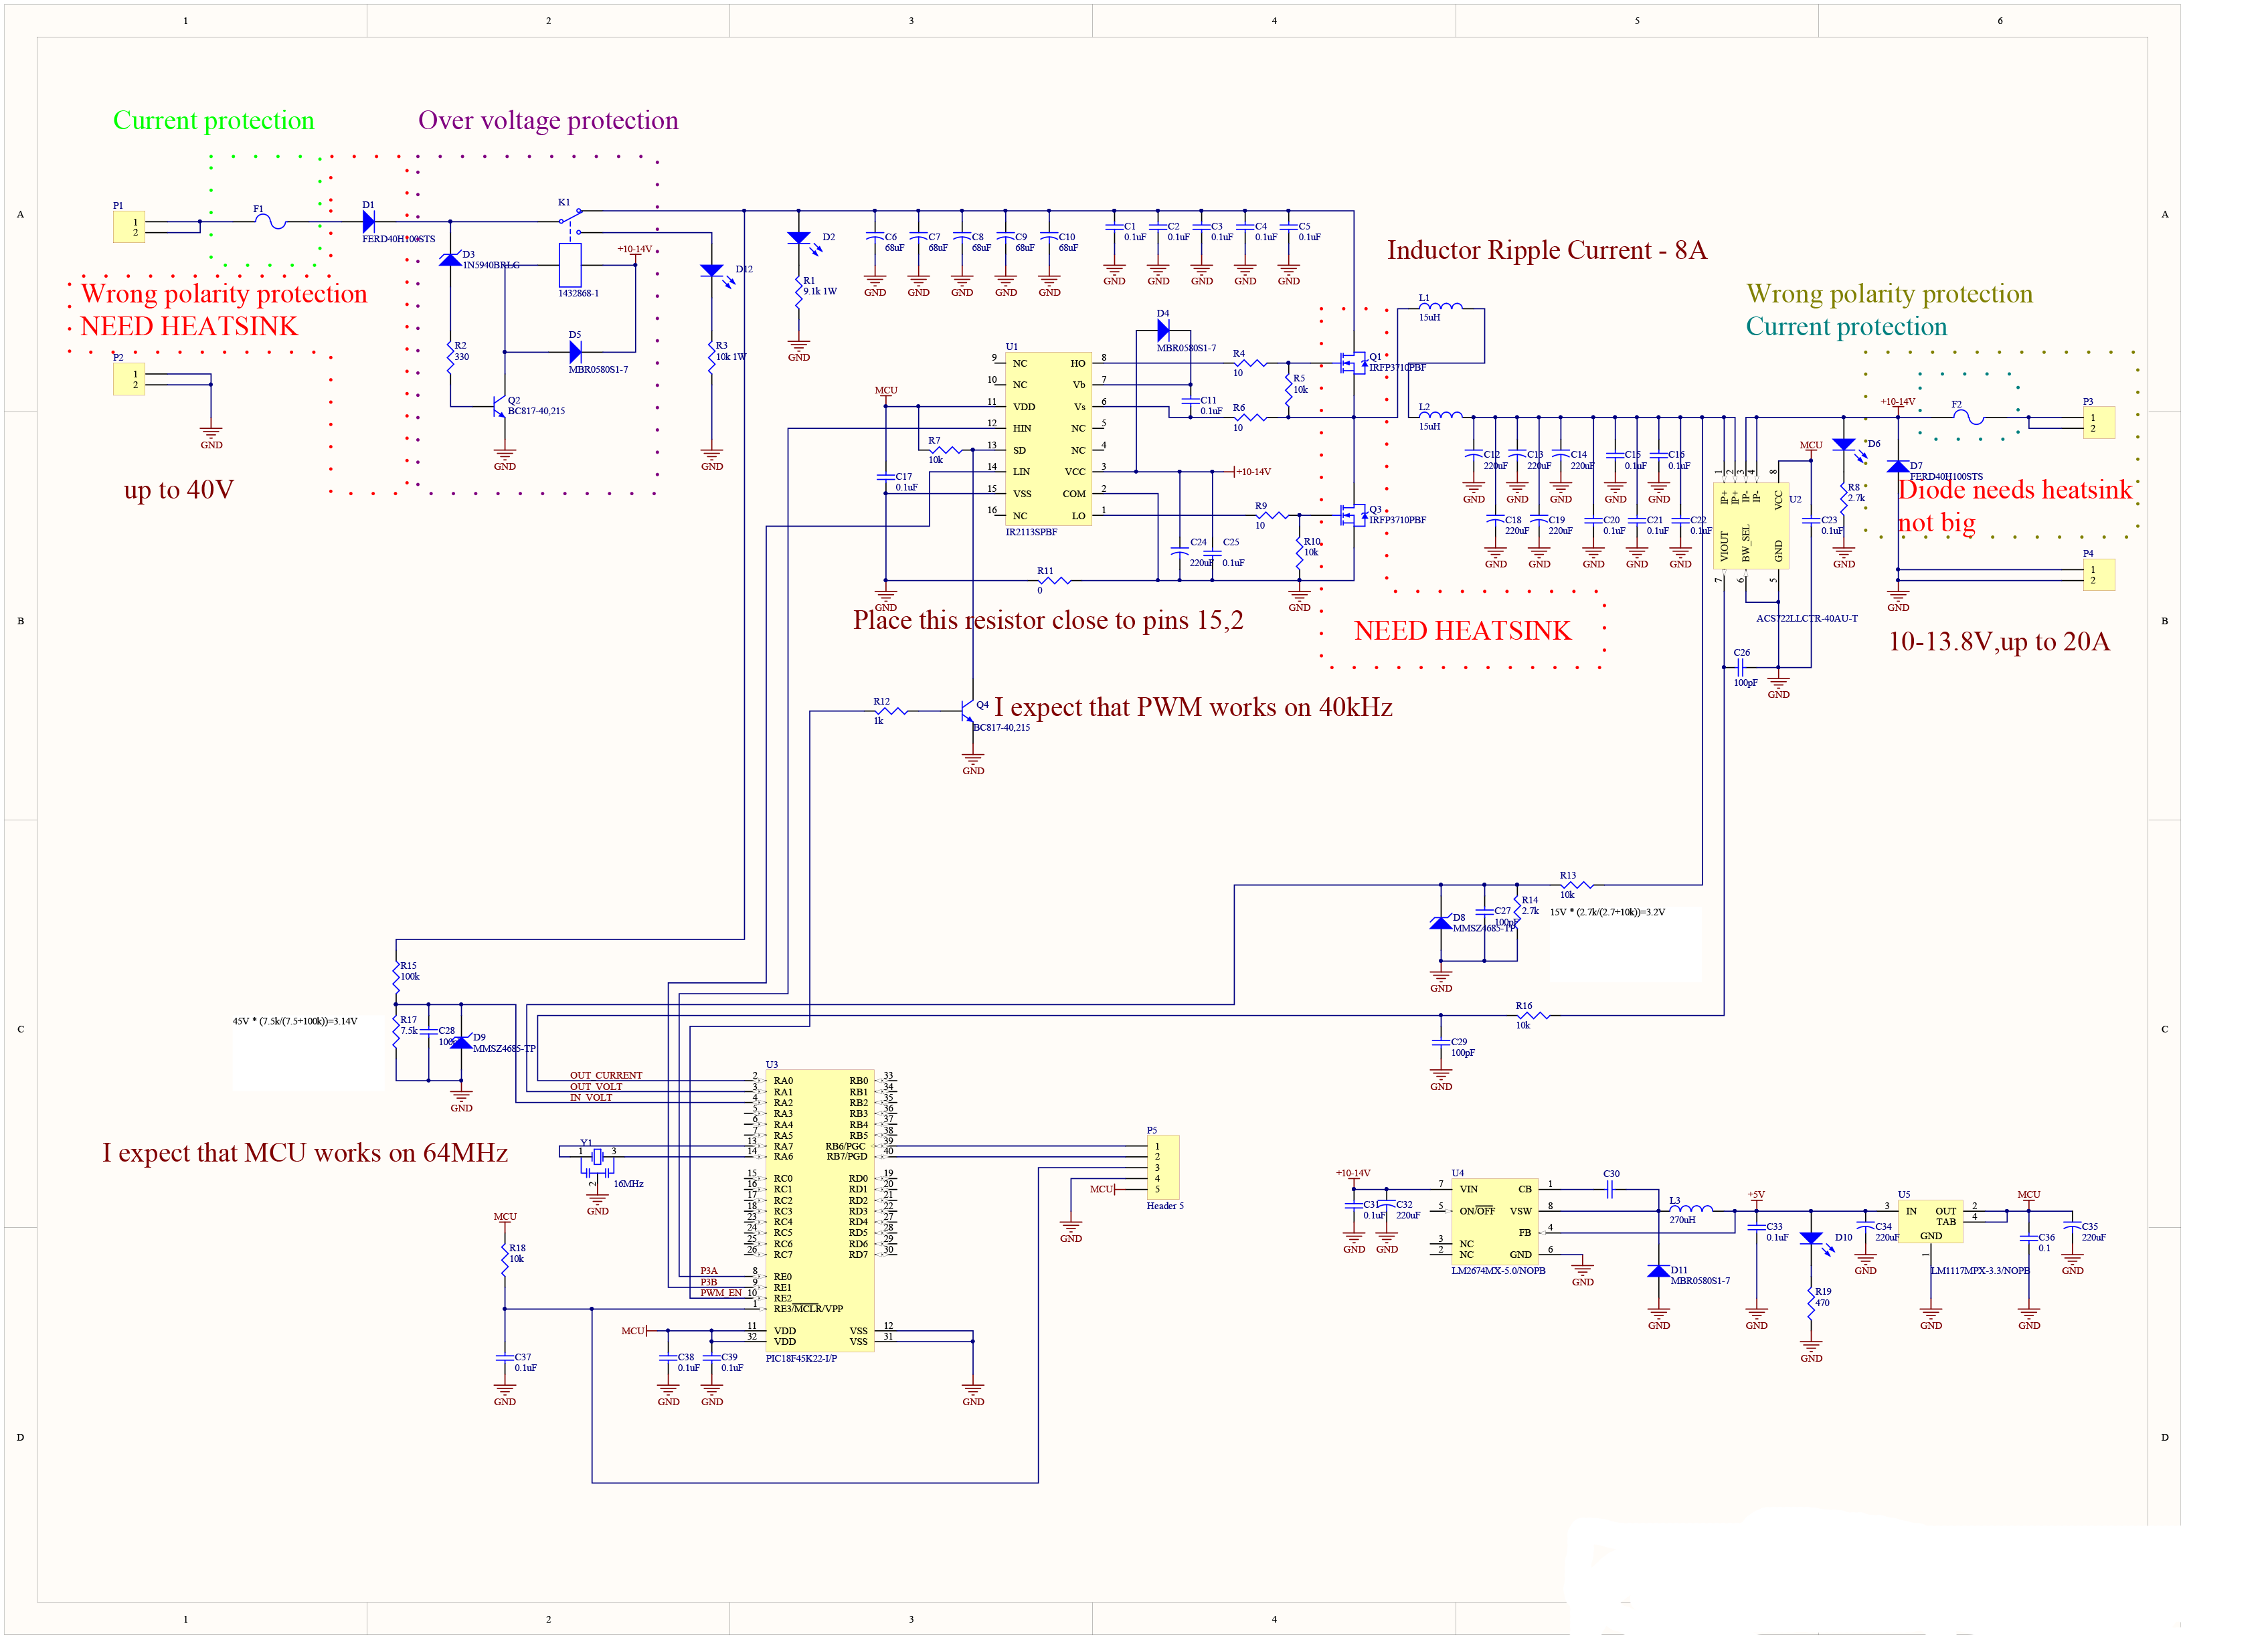 1 2 3 4 5 6
Current protection
Over voltage protection
A
A
P1
1
2
F1
D1
FERD40H100STS
K1
+10-14V
D3
1N5940BRLG
1432868-1
D5
MBR0580S1-7
R2
330
Q2
BC817-40,215
GND
Wrong polarity protection
NEED HEATSINK
P2
1
2
GND
up to 40V
D12
R3
10k 1W
GND
D2
R1
9.1k 1W
GND
C6
68uF
GND
C7
68uF
GND
C8
68uF
GND
C9
68uF
GND
C10
68uF
GND
C1
0.1uF
GND
C2
0.1uF
GND
C3
0.1uF
GND
C4
0.1uF
GND
C5
0.1uF
GND
Inductor Ripple Current - 8A
L1
15uH
Wrong polarity protection
Current protection
U1
9 NC HO 8
10 NC Vb 7
11 VDD Vs 6
12 HIN NC 5
13 SD NC 4
14 LIN VCC 3
15 VSS COM 2
16 NC LO 1
IR2113SPBF
MCU
R7
10k
C17
0.1uF
GND
D4
MBR0580S1-7
C11
0.1uF
R4
10
R5
10k
R6
10
+10-14V
Q1
IRFP3710PBF
R9
10
R10
10k
GND
Q3
IRFP3710PBF
C24
220uF
C25
0.1uF
R11
0
Place this resistor close to pins 15,2
NEED HEATSINK
L2
15uH
C12
220uF
GND
C13
220uF
GND
C14
220uF
GND
C15
0.1uF
GND
C16
0.1uF
GND
C18
220uF
GND
C19
220uF
GND
C20
0.1uF
GND
C21
0.1uF
GND
C22
0.1uF
GND
1 2 3 4 8
IP+ IP+ IP- IP- VCC
U2
VIOUT BW_SEL GND
7 6 5
ACS722LLCTR-40AU-T
MCU
C23
0.1uF
C26
100pF
GND
D6
R8
2.7k
GND
+10-14V
F2
D7
FERD40H100STS
Diode needs heatsink
not big
GND
P3
1
2
P4
1
2
10-13.8V,up to 20A
B
B
R12
1k
Q4
BC817-40,215
GND
I expect that PWM works on 40kHz
R13
10k
R14
2.7k
C27
100pF
D8
MMSZ4685-TP
GND
15V * (2.7k/(2.7+10k))=3.2V
R15
100k
R17
7.5k
C28
D9
MMSZ4685-TP
GND
45V * (7.5k/(7.5+100k))=3.14V
R16
10k
C29
100pF
GND
C
C
I expect that MCU works on 64MHz
OUT_CURRENT
OUT_VOLT
IN_VOLT
U3
2 RA0 RB0 33
3 RA1 RB1 34
4 RA2 RB2 35
5 RA3 RB3 36
6 RA4 RB4 37
7 RA5 RB5 38
13 RA7 RB6/PGC 39
14 RA6 RB7/PGD 40
15 RC0 RD0 19
16 RC1 RD1 20
17 RC2 RD2 21
18 RC3 RD3 22
23 RC4 RD4 27
24 RC5 RD5 28
25 RC6 RD6 29
26 RC7 RD7 30
P3A 8 RE0
P3B 9 RE1
PWM_EN 10 RE2
1 RE3/MCLR/VPP
11 VDD VSS 12
32 VDD VSS 31
PIC18F45K22-I/P
Y1
1 3
2
16MHz
GND
MCU
R18
10k
C37
0.1uF
GND
MCU
C38
0.1uF
GND
C39
0.1uF
GND
GND
P5
1
2
3
4
5
Header 5
MCU
GND
+10-14V
C31
0.1uF
GND
C32
220uF
GND
U4
7 VIN CB 1
5 ON/OFF VSW 8
FB 4
3 NC
2 NC GND 6
LM2674MX-5.0/NOPB
GND
C30
L3
270uH
D11
MBR0580S1-7
GND
+5V
C33
0.1uF
GND
D10
R19
470
GND
C34
220uF
GND
U5
3 IN OUT 2
TAB 4
GND
1
LM1117MPX-3.3/NOPB
GND
MCU
C36
0.1
GND
C35
220uF
GND
D
D
1 2 3 4